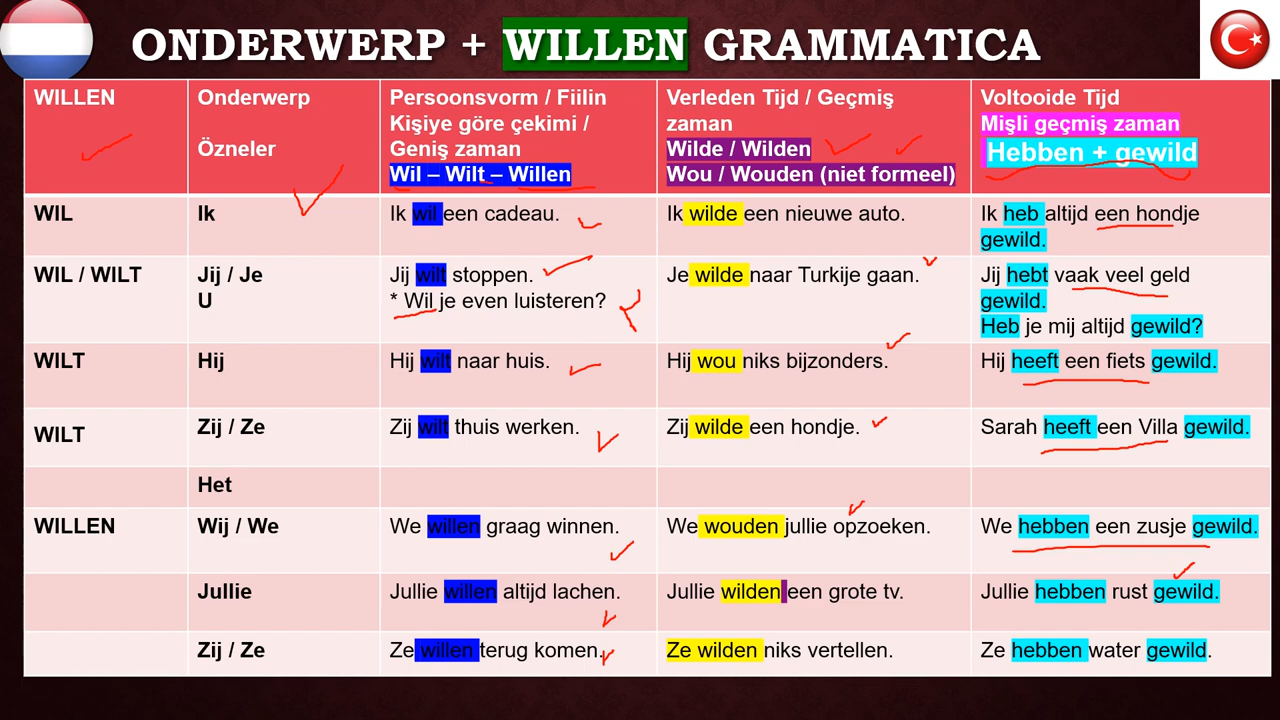 ONDERWERP + WILLEN GRAMMATICA
WILLEN
Onderwerp
Özneler
Persoonsvorm / Fiilin
Kişiye göre çekimi /
Geniş zaman
Wil – Wilt – Willen
Verleden Tijd / Geçmiş
zaman
Wilde / Wilden
Wou / Wouden (niet formeel)
Voltooide Tijd
Mişli geçmiş zaman
Hebben + gewild
WIL
Ik
Ik wil een cadeau.
Ik wilde een nieuwe auto.
Ik heb altijd een hondje
gewild.
WIL / WILT
Jij / Je
U
Jij wilt stoppen.
* Wil je even luisteren?
Je wilde naar Turkije gaan.
Jij hebt vaak veel geld
gewild.
Heb je mij altijd gewild?
WILT
Hij
Hij wilt naar huis.
Hij wou niks bijzonders.
Hij heeft een fiets gewild.
WILT
Zij / Ze
Zij wilt thuis werken.
Zij wilde een hondje.
Sarah heeft een Villa gewild.
Het
WILLEN
Wij / We
We willen graag winnen.
We wouden jullie opzoeken.
We hebben een zusje gewild.
Jullie
Jullie willen altijd lachen.
Jullie wilden een grote tv.
Jullie hebben rust gewild.
Zij / Ze
Ze willen terug komen.
Ze wilden niks vertellen.
Ze hebben water gewild.